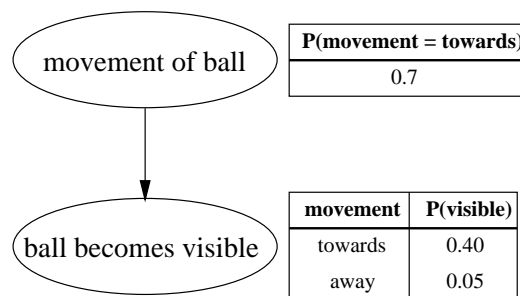 movement of ball
P(movement = towards)
0.7
ball becomes visible
movement P(visible)
towards 0.40
away 0.05